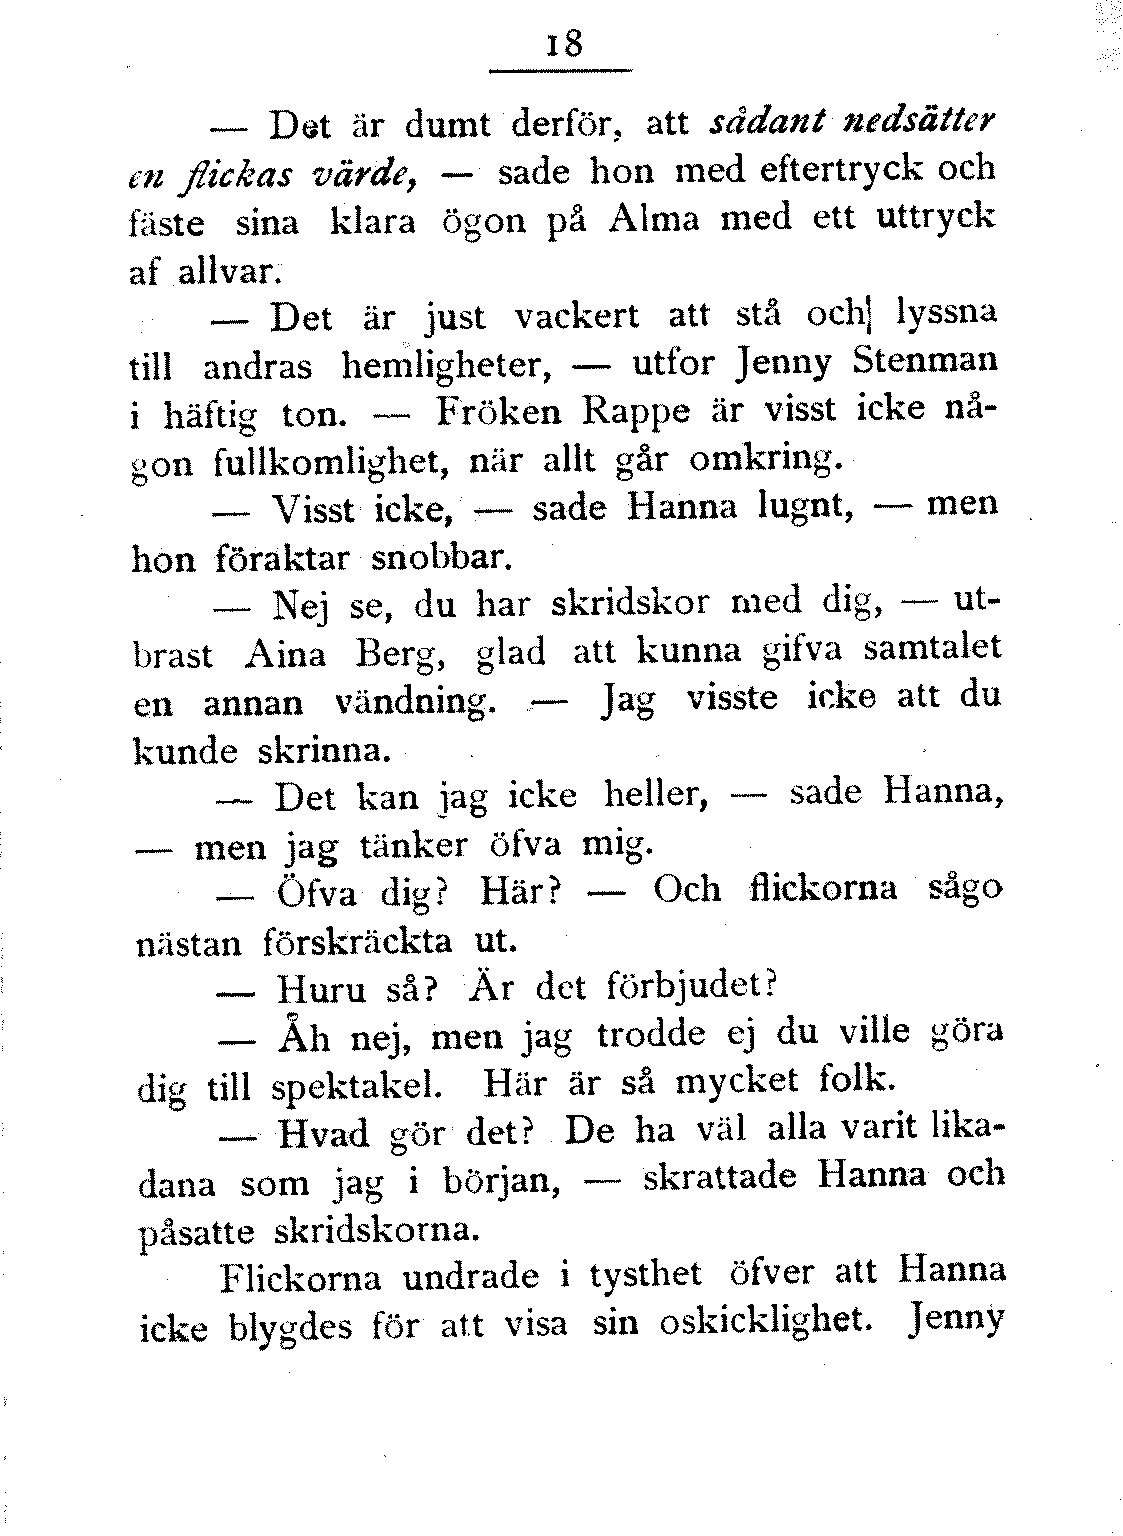 18
— Det är dumt derför, att sådant nedsätter
en flickas värde, — sade hon med eftertryck och
fäste sina klara ögon på Alma med ett uttryck
af allvar.
— Det är just vackert att stå och lyssna
till andras hemligheter, — utfor Jenny Stenman
i häftig ton. — Fröken Rappe är visst icke nå-
gon fullkomlighet, när allt går omkring.
— Visst icke, — sade Hanna lugnt, — men
hon föraktar snobbar.
— Nej se, du har skridskor med dig, — ut-
brast Aina Berg, glad att kunna gifva samtalet
en annan vändning. — Jag visste icke att du
kunde skrinna.
— Det kan jag icke heller, — sade Hanna,
— men jag tänker öfva mig.
— Öfva dig? Här? — Och flickorna sågo
nästan förskräckta ut.
— Huru så? Är det förbjudet?
— Åh nej, men jag trodde ej du ville göra
dig till spektakel. Här är så mycket folk.
— Hvad gör det? De ha väl alla varit lika-
dana som jag i början, — skrattade Hanna och
påsatte skridskorna.
Flickorna undrade i tysthet öfver att Hanna
icke blygdes för att visa sin oskicklighet. Jenny